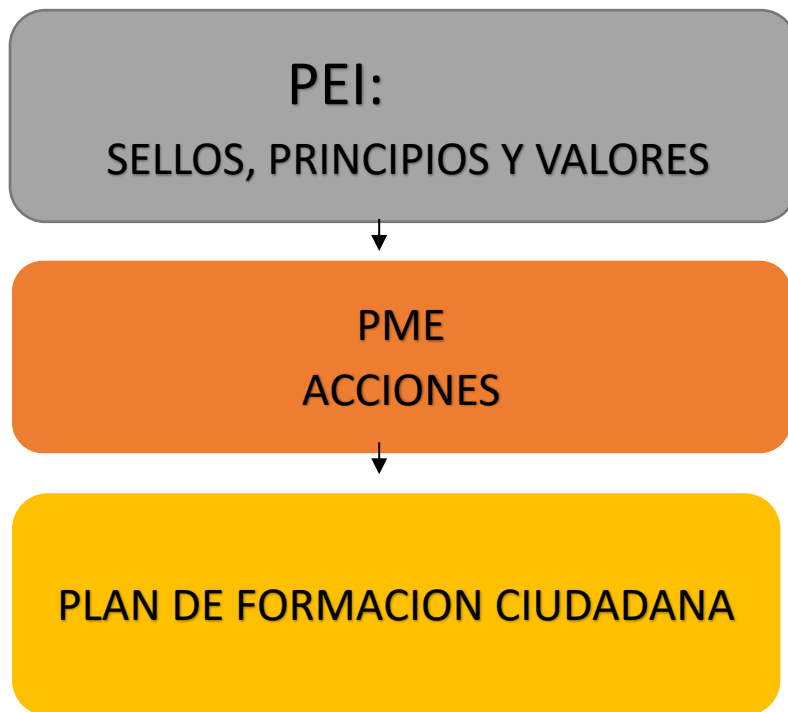 PEI:
SELLOS, PRINCIPIOS Y VALORES
PME
ACCIONES
PLAN DE FORMACION CIUDADANA